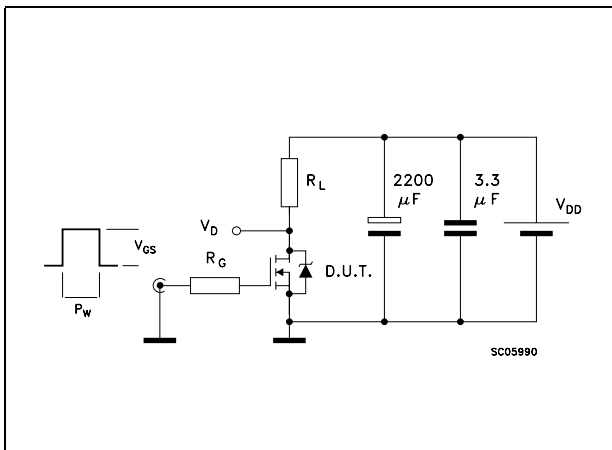 R_L
2200
µF
3.3
µF
V_DD
V_D
V_GS
R_G
D.U.T.
P_W
SC05990